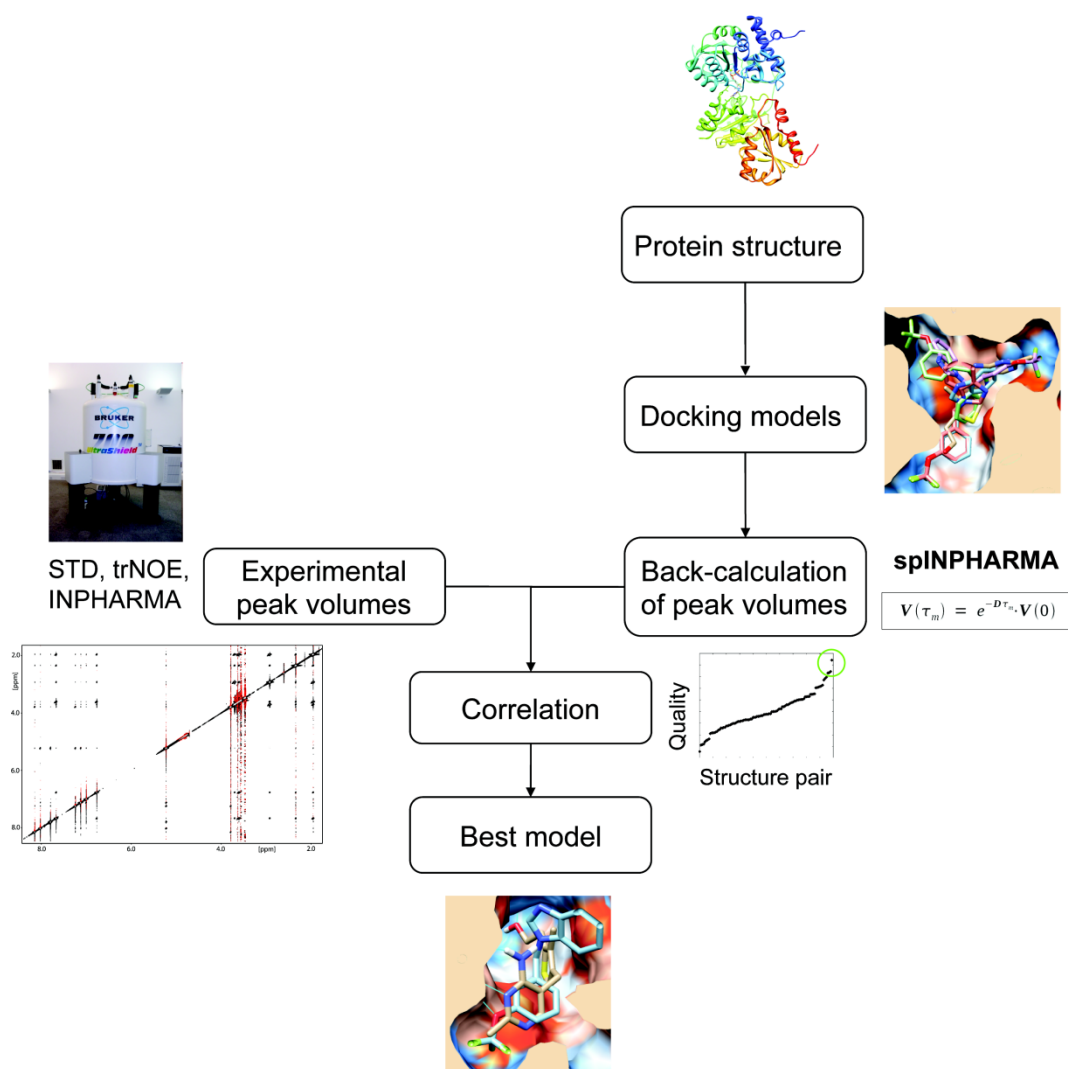 Protein structure
Docking models
BRUKER
UltraShield
STD, trNOE,
INPHARMA
Experimental
peak volumes
Back-calculation
of peak volumes
spINPHARMA
V(τm) = e^−Dτm · V(0)
2.0
[ppm]
4.0
6.0
8.0
8.0
6.0
4.0
[ppm]
2.0
Correlation
Quality
Structure pair
Best model